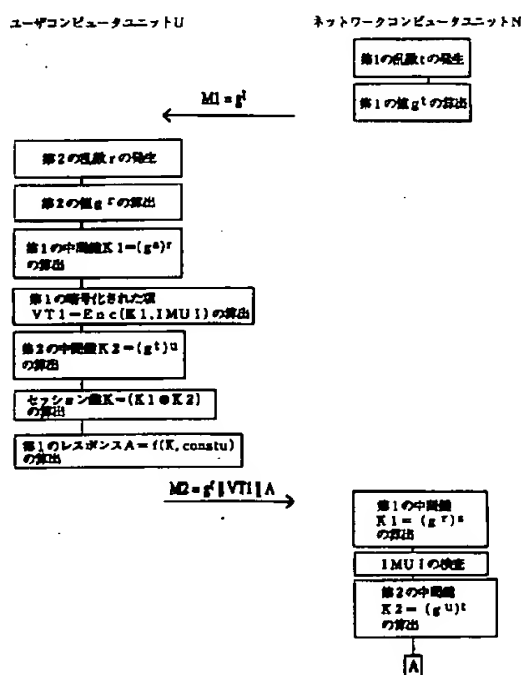 ユーザコンピュータユニットU
ネットワークコンピュータユニットN
第1の乱数tの発生
第1の値g^tの算出
M1=g^t
第2の乱数rの発生
第2の値g^rの算出
第1の中間鍵K1=(g^s)^r
の算出
第1の暗号化された項
VT1=Enc(K1,IMUI)の算出
第2の中間鍵K2=(g^t)^u
の算出
セッション鍵K=(K1⊕K2)
の算出
第1のレスポンスA=f(K,constu)
の算出
M2=g^r‖VT1‖A
第1の中間鍵
K1=(g^r)^s
の算出
IMUIの検査
第2の中間鍵
K2=(g^u)^t
の算出
A